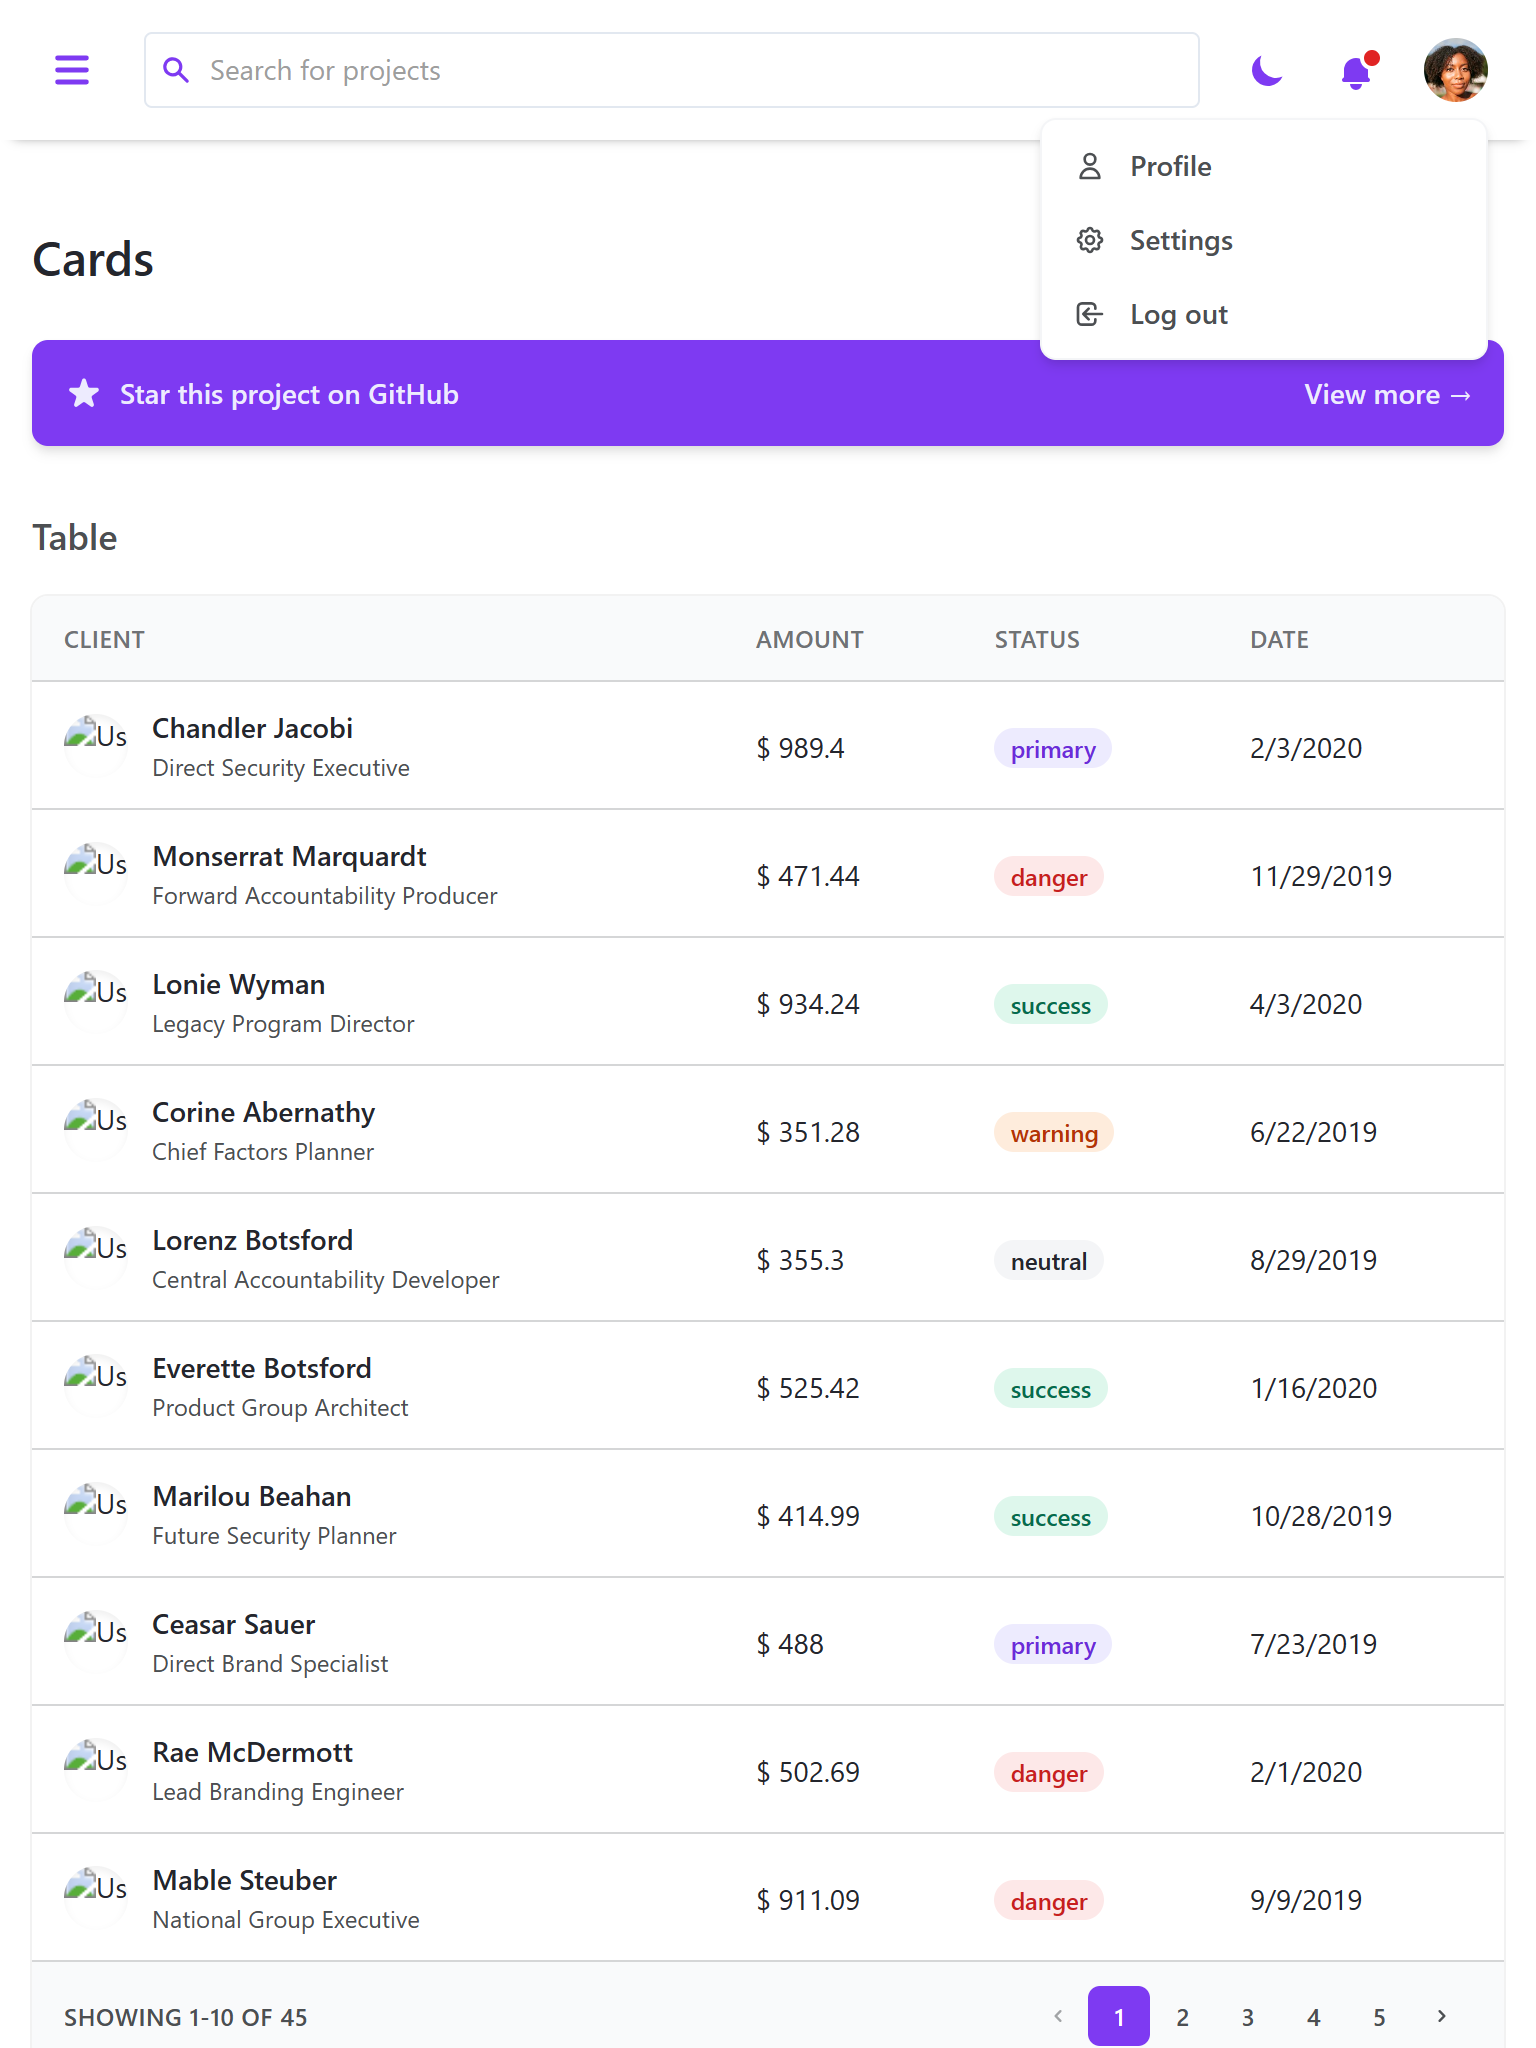 Search for projects
Profile
Settings
Log out
Cards
Star this project on GitHub
View more →
Table
CLIENT AMOUNT STATUS DATE
Us Chandler Jacobi
Direct Security Executive
$ 989.4 primary 2/3/2020
Us Monserrat Marquardt
Forward Accountability Producer
$ 471.44 danger 11/29/2019
Us Lonie Wyman
Legacy Program Director
$ 934.24 success 4/3/2020
Us Corine Abernathy
Chief Factors Planner
$ 351.28 warning 6/22/2019
Us Lorenz Botsford
Central Accountability Developer
$ 355.3 neutral 8/29/2019
Us Everette Botsford
Product Group Architect
$ 525.42 success 1/16/2020
Us Marilou Beahan
Future Security Planner
$ 414.99 success 10/28/2019
Us Ceasar Sauer
Direct Brand Specialist
$ 488 primary 7/23/2019
Us Rae McDermott
Lead Branding Engineer
$ 502.69 danger 2/1/2020
Us Mable Steuber
National Group Executive
$ 911.09 danger 9/9/2019
SHOWING 1-10 OF 45
1 2 3 4 5